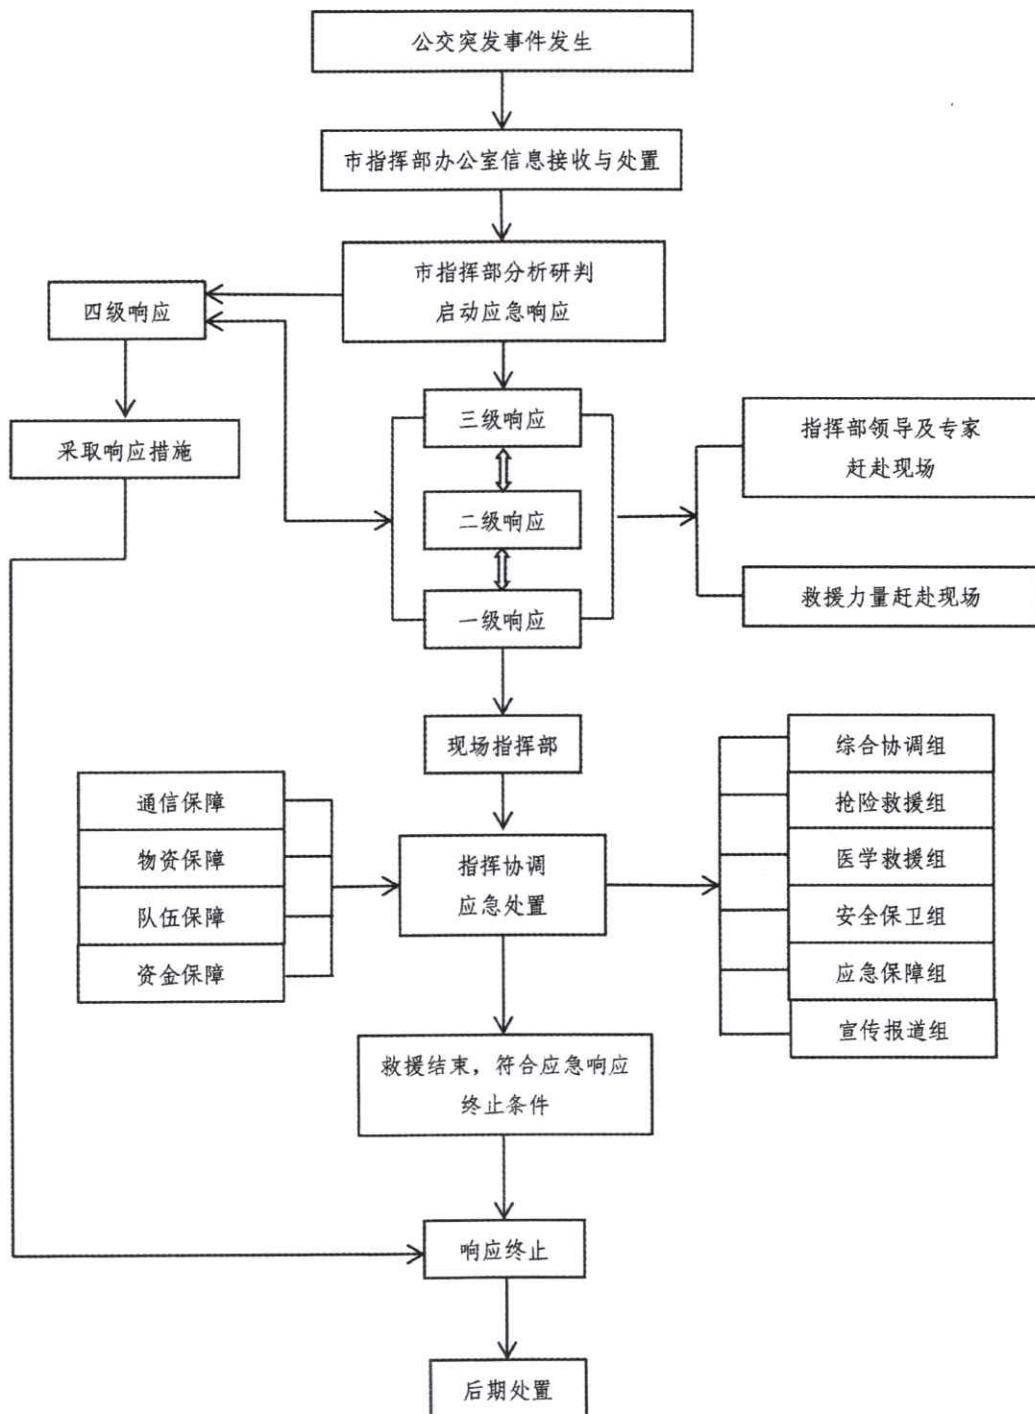 公交突发事件发生
市指挥部办公室信息接收与处置
市指挥部分析研判
启动应急响应
四级响应
采取响应措施
三级响应
二级响应
一级响应
指挥部领导及专家
赶赴现场
救援力量赶赴现场
现场指挥部
通信保障
物资保障
队伍保障
资金保障
指挥协调
应急处置
综合协调组
抢险救援组
医学救援组
安全保卫组
应急保障组
宣传报道组
救援结束，符合应急响应
终止条件
响应终止
后期处置